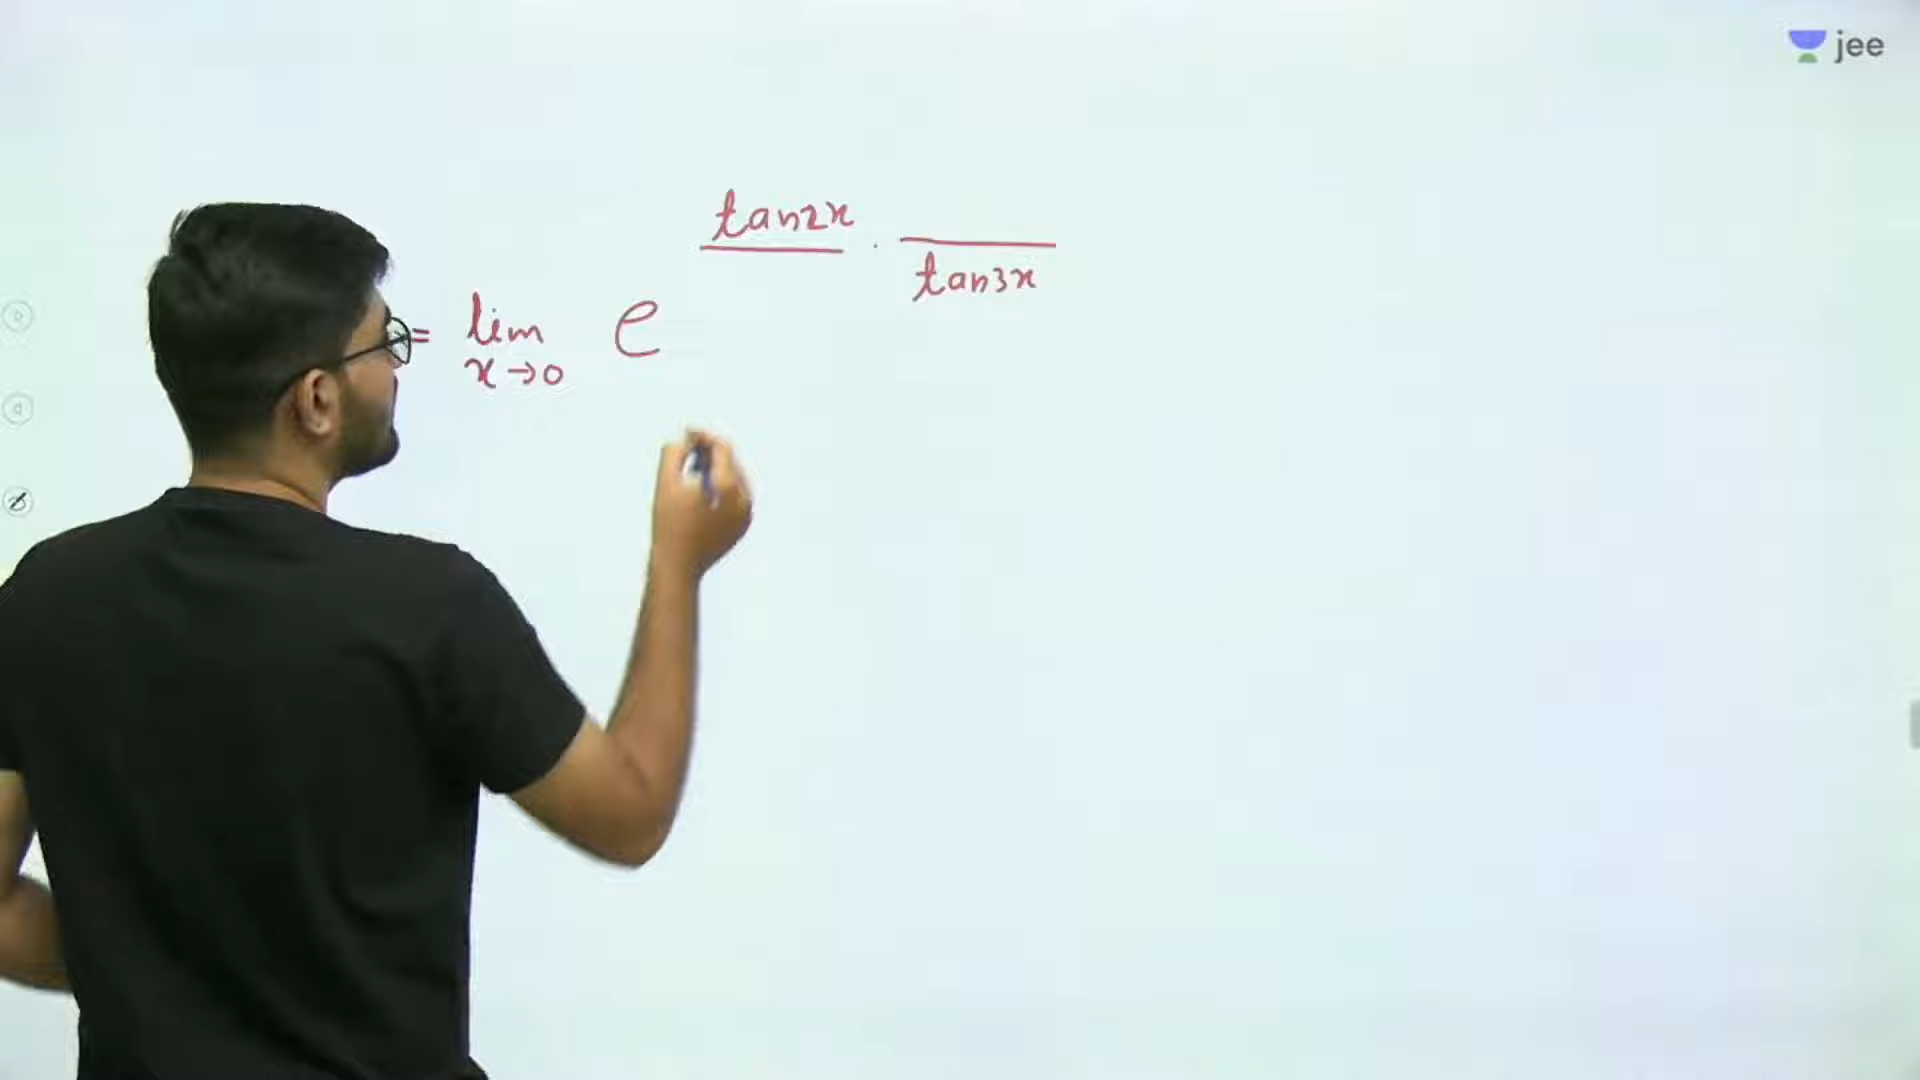 jee
tan2x
. tan3x
= lim e
x→0